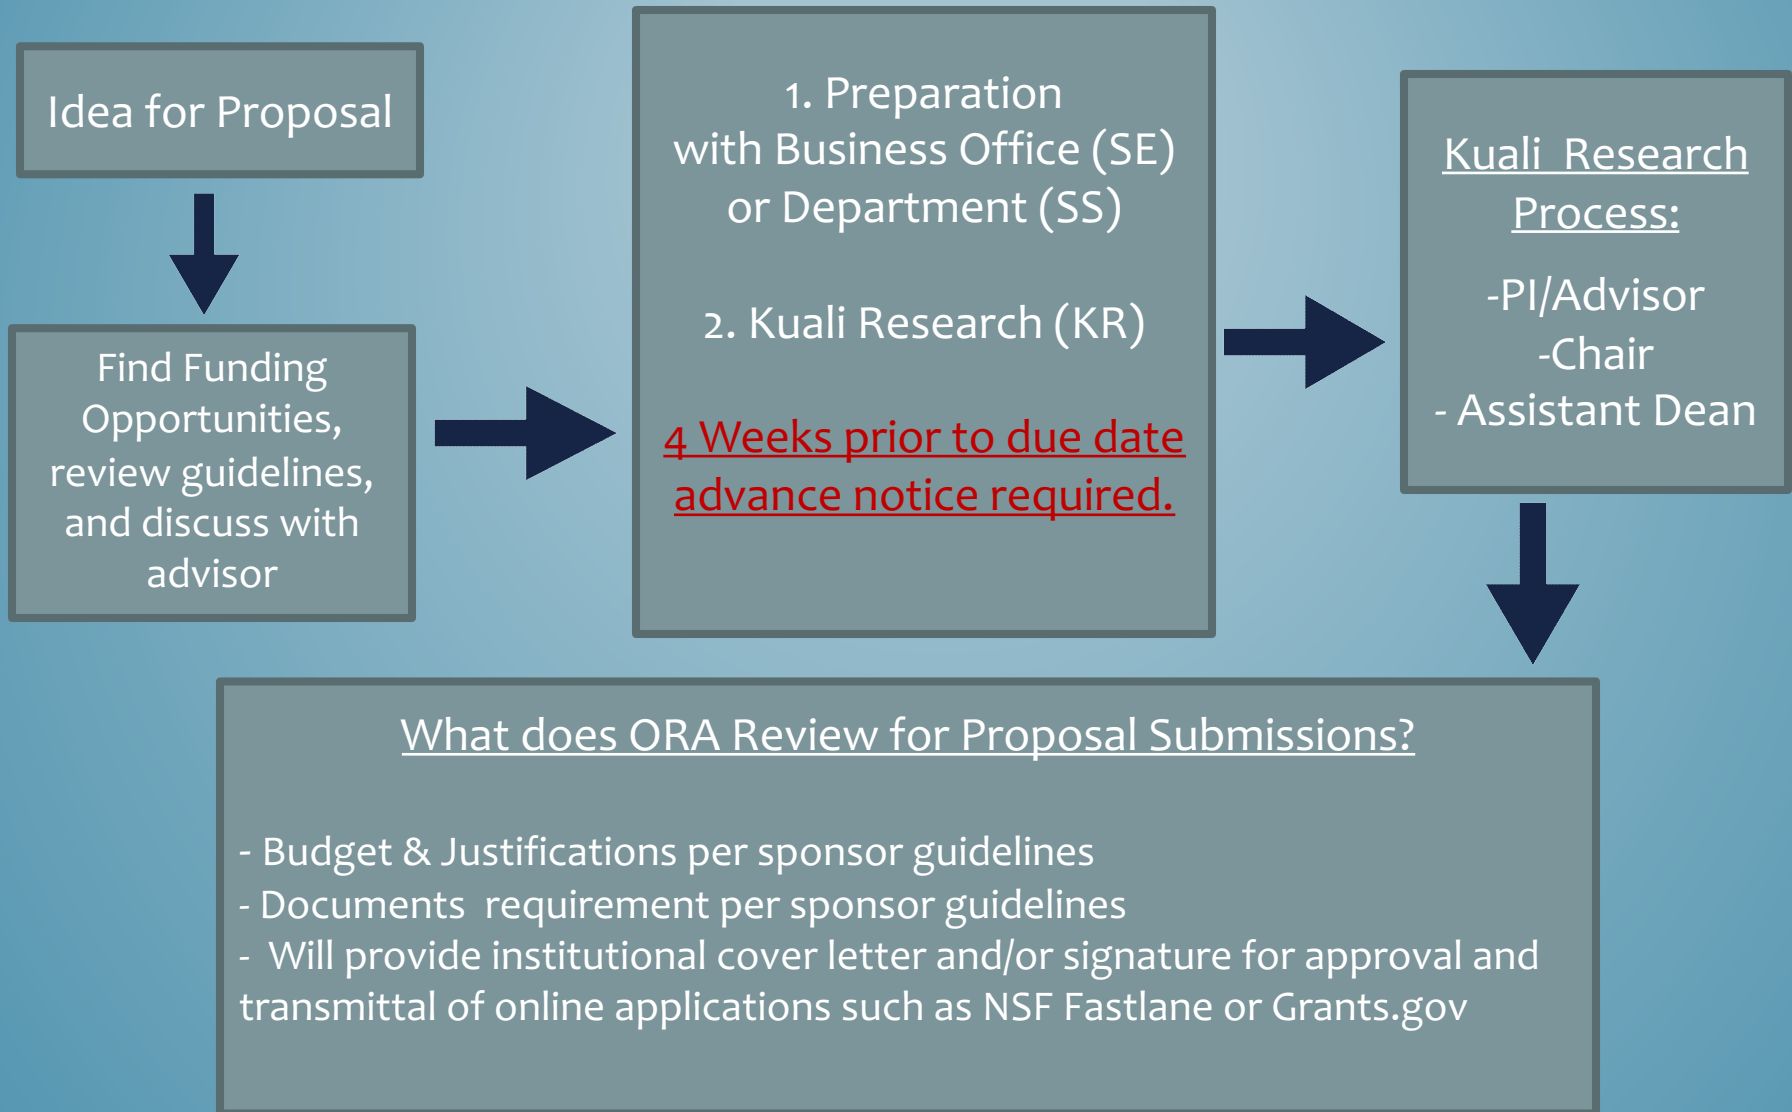 Idea for Proposal
Find Funding
Opportunities,
review guidelines,
and discuss with
advisor
1. Preparation
with Business Office (SE)
or Department (SS)
2. Kuali Research (KR)
4 Weeks prior to due date
advance notice required.
Kuali  Research
Process:
-PI/Advisor
-Chair
- Assistant Dean
What does ORA Review for Proposal Submissions?
- Budget & Justifications per sponsor guidelines
- Documents  requirement per sponsor guidelines
-  Will provide institutional cover letter and/or signature for approval and
transmittal of online applications such as NSF Fastlane or Grants.gov